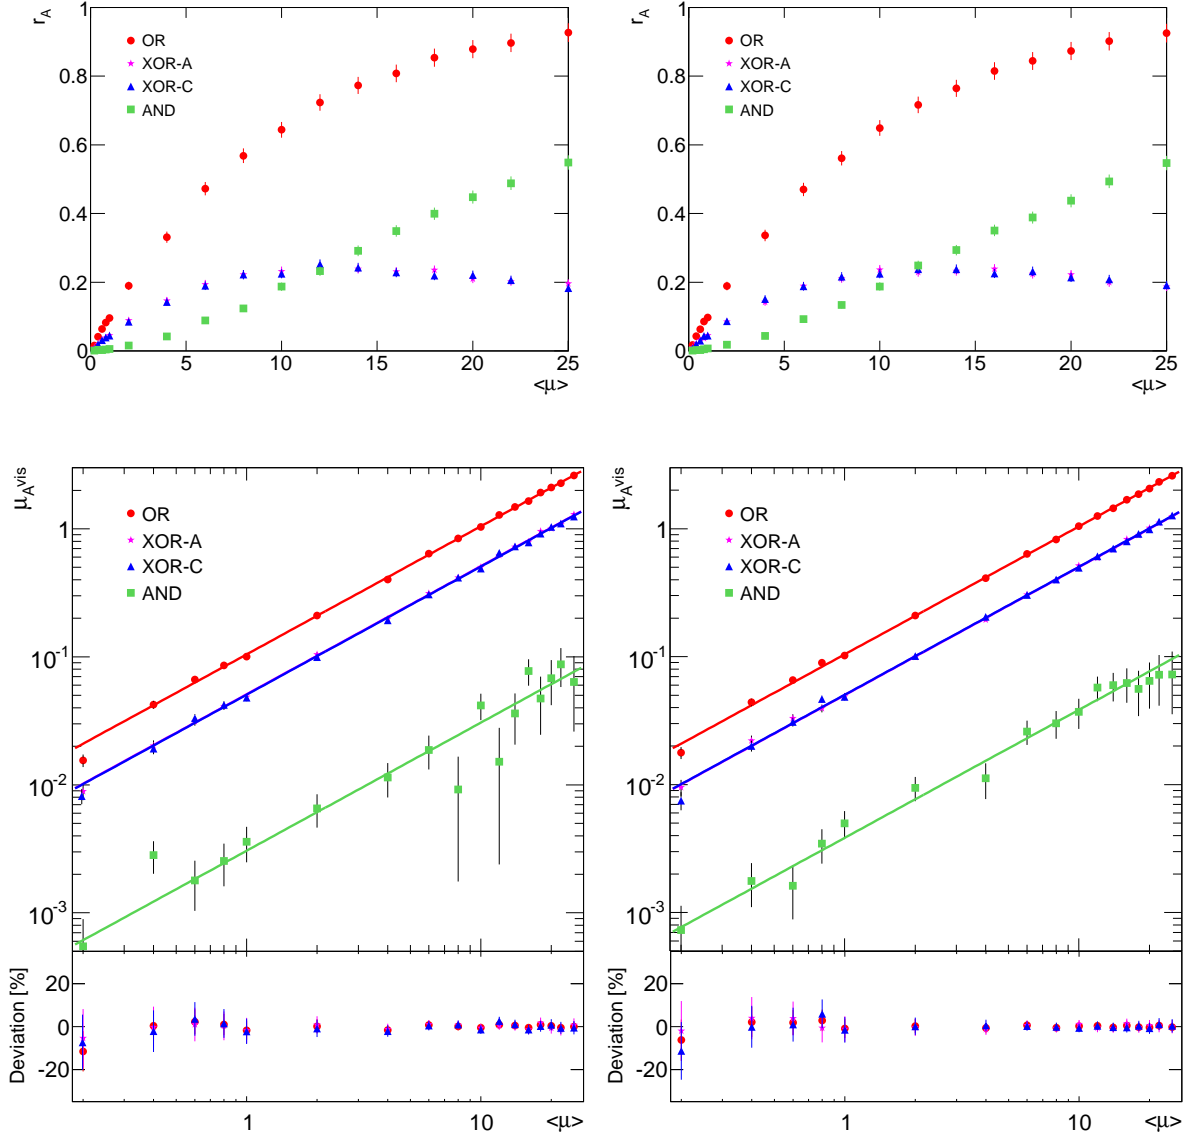 r_A
1
0.8
0.6
0.4
0.2
0
OR
XOR-A
XOR-C
AND
0 5 10 15 20 25
<μ>
r_A
1
0.8
0.6
0.4
0.2
0
OR
XOR-A
XOR-C
AND
0 5 10 15 20 25
<μ>
μ_A^vis
1
10^-1
10^-2
10^-3
OR
XOR-A
XOR-C
AND
Deviation [%]
20
0
-20
1 10
<μ>
μ_A^vis
1
10^-1
10^-2
10^-3
OR
XOR-A
XOR-C
AND
Deviation [%]
20
0
-20
1 10
<μ>